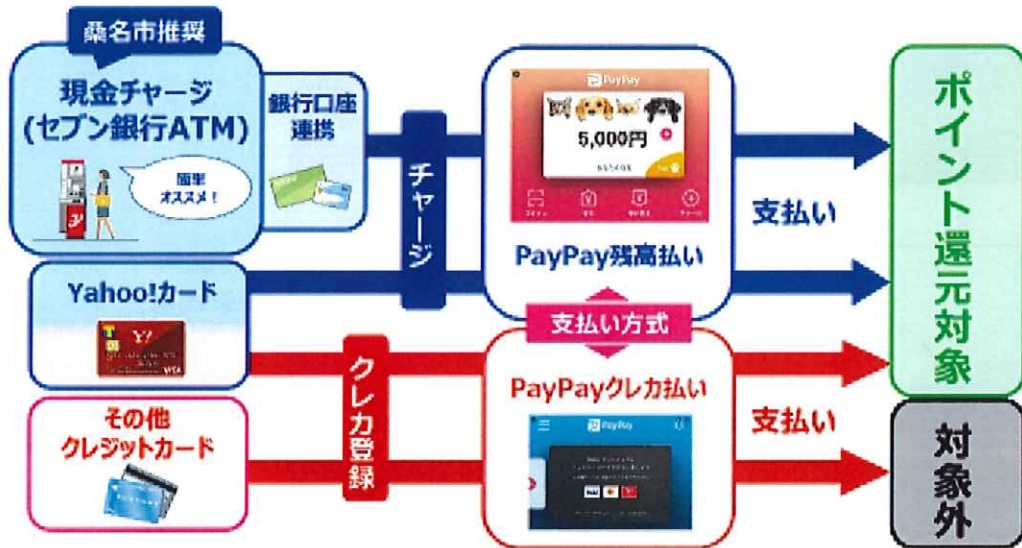 桑名市推奨
現金チャージ
(セブン銀行ATM)
簡単
オススメ!
銀行口座
連携
チャージ
PayPay
5,000円
PayPay残高払い
支払い
Yahoo!カード
Y!
VISA
支払い方式
クレカ登録
PayPayクレカ払い
PayPay
支払い
その他
クレジットカード
ポイント還元対象
対象外